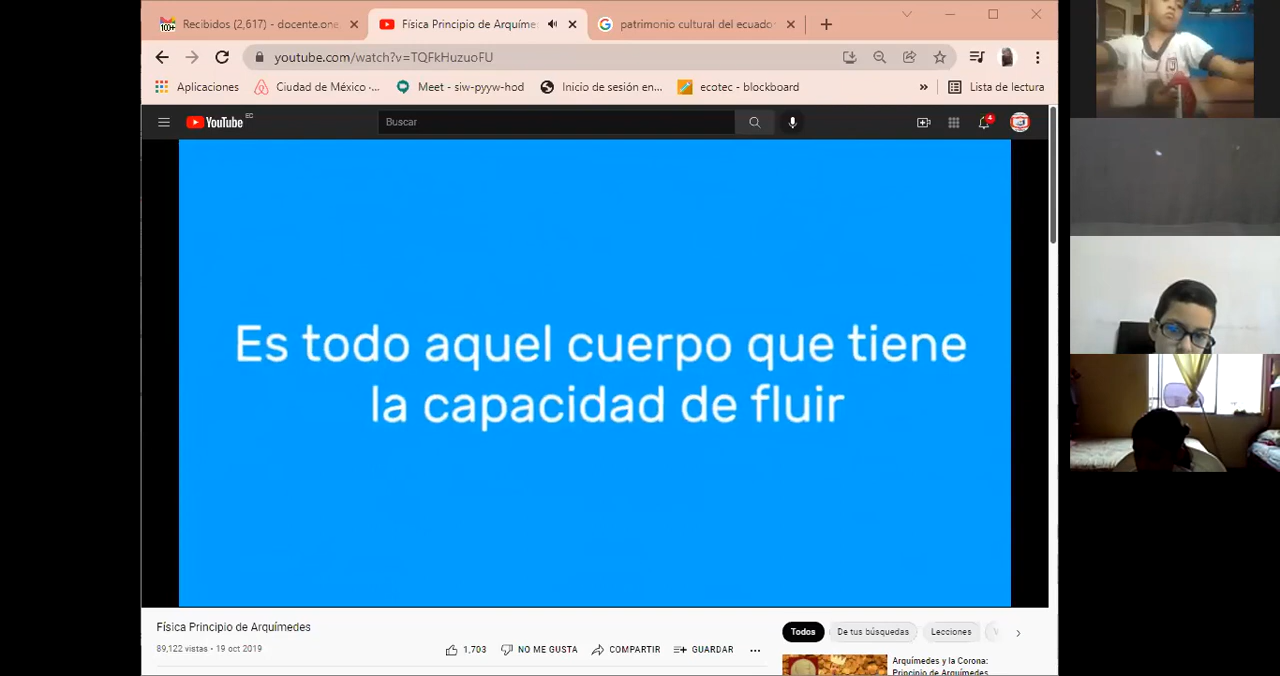 Recibidos (2,617) - docente.one
Física Principio de Arquíme
patrimonio cultural del ecuado
youtube.com/watch?v=TQFkHuzuoFU
Aplicaciones
Ciudad de México -...
Meet - siw-pyyw-hod
Inicio de sesión en...
ecotec - blockboard
»
Lista de lectura
YouTube EC
Buscar
4
Es todo aquel cuerpo que tiene
la capacidad de fluir
Física Principio de Arquímedes
89,122 vistas • 19 oct 2019
1,703
NO ME GUSTA
COMPARTIR
GUARDAR
...
Todos
De tus búsquedas
Lecciones
Arquímedes y la Corona:
Principio de Arquímedes